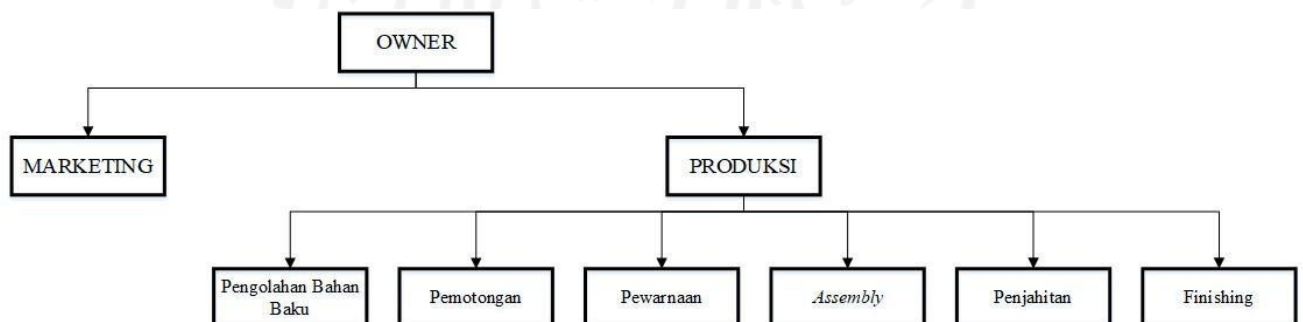 OWNER
MARKETING
PRODUKSI
Pengolahan Bahan
Baku
Pemotongan
Pewarnaan
Assembly
Penjahitan
Finishing